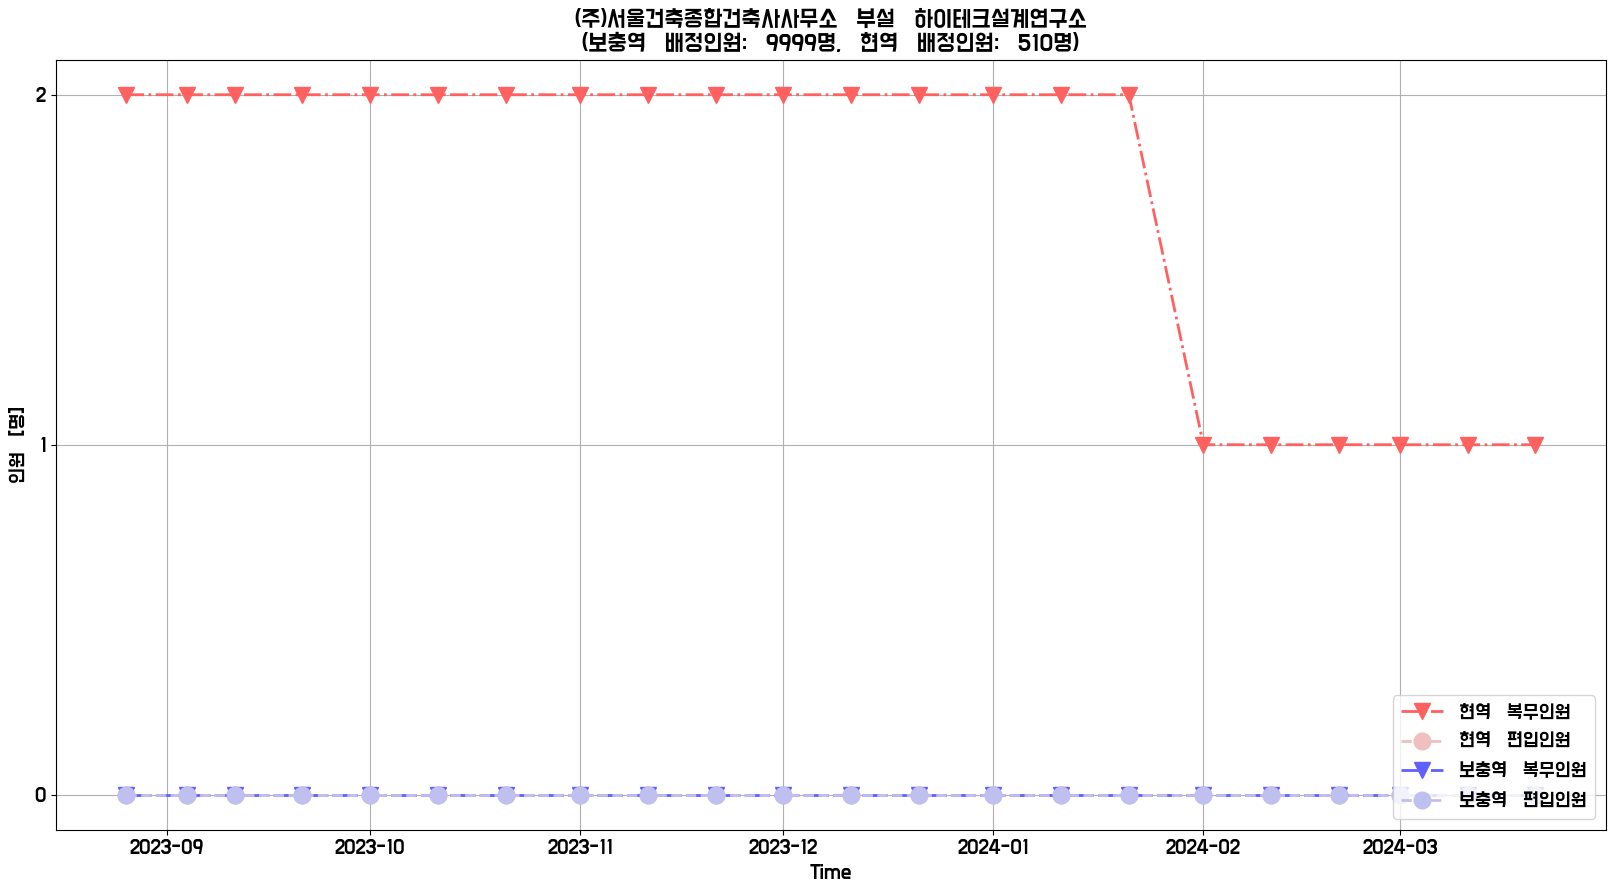 (주)서울건축종합건축사사무소 부설 하이테크설계연구소
(보충역 배정인원: 9999명, 현역 배정인원: 510명)
2
1
0
인원 [명]
현역 복무인원
현역 편입인원
보충역 복무인원
보충역 편입인원
2023-09 2023-10 2023-11 2023-12 2024-01 2024-02 2024-03
Time